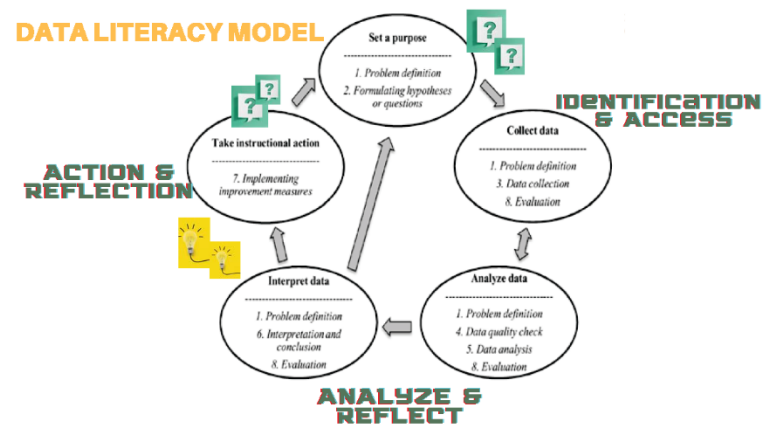 DATA LITERACY MODEL
Set a purpose
1. Problem definition
2. Formulating hypotheses
or questions
?
?
IDENTIFICATION
& ACCESS
Collect data
1. Problem definition
3. Data collection
8. Evaluation
Analyze data
1. Problem definition
4. Data quality check
5. Data analysis
8. Evaluation
ANALYZE &
REFLECT
Interpret data
1. Problem definition
6. Interpretation and
conclusion
8. Evaluation
ACTION &
REFLECTION
Take instructional action
7. Implementing
improvement measures
?
?